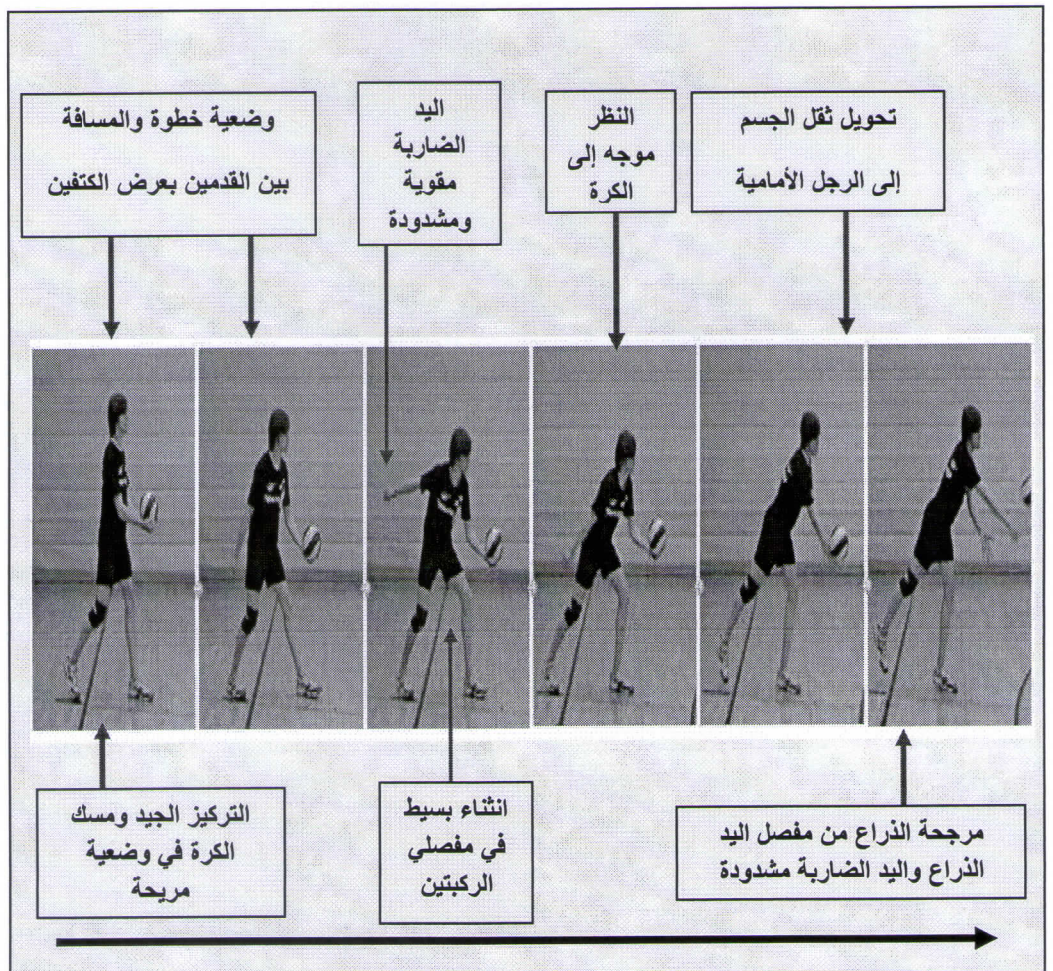 وضعية خطوة والمسافة
بين القدمين بعرض الكتفين
اليد
الضاربة
مقوية
ومشدودة
النظر
موجه إلى
الكرة
تحويل ثقل الجسم
إلى الرجل الأمامية
التركيز الجيد ومسك
الكرة في وضعية
مريحة
انثناء بسيط
في مفصلي
الركبتين
مرجحة الذراع من مفصل اليد
الذراع واليد الضاربة مشدودة